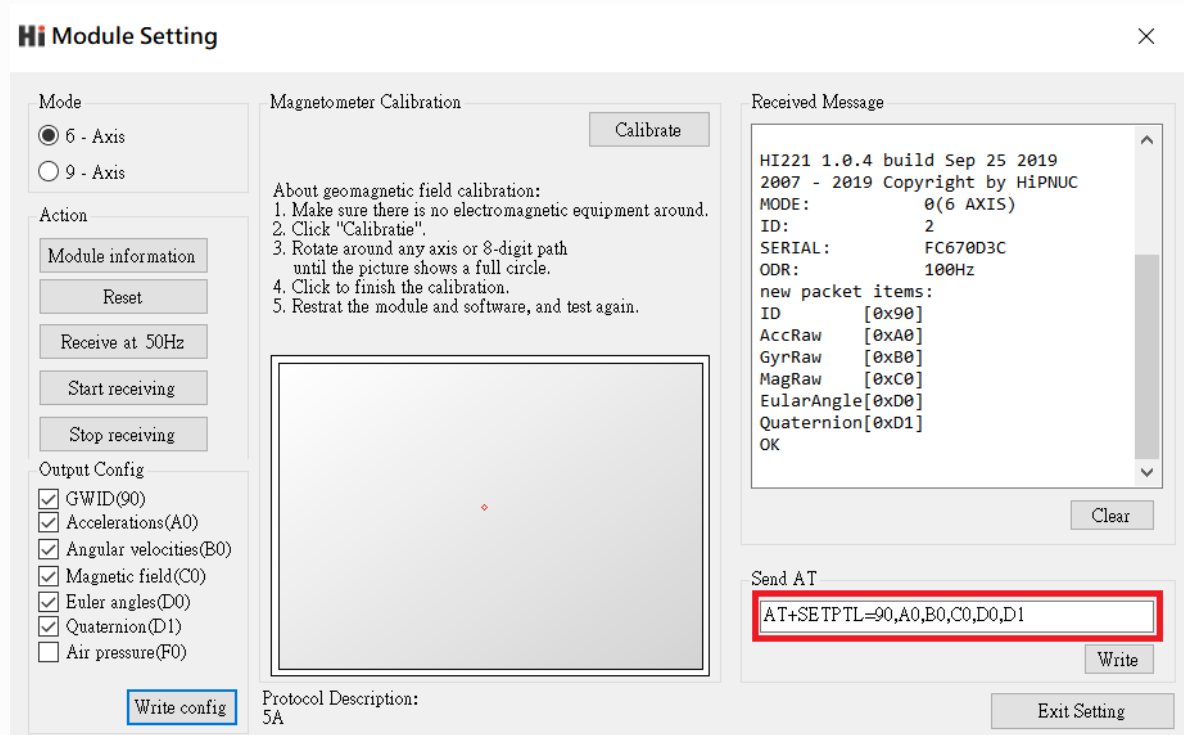 Hi Module Setting
Mode
6 - Axis
9 - Axis
Action
Module information
Reset
Receive at 50Hz
Start receiving
Stop receiving
Output Config
GWID(90)
Accelerations(A0)
Angular velocities(B0)
Magnetic field(C0)
Euler angles(D0)
Quaternion(D1)
Air pressure(F0)
Write config
Magnetometer Calibration
Calibrate
About geomagnetic field calibration:
1. Make sure there is no electromagnetic equipment around.
2. Click "Calibratie".
3. Rotate around any axis or 8-digit path
until the picture shows a full circle.
4. Click to finish the calibration.
5. Restrat the module and software, and test again.
Protocol Description:
5A
Received Message
HI221 1.0.4 build Sep 25 2019
2007 - 2019 Copyright by HiPNUC
MODE: 0(6 AXIS)
ID: 2
SERIAL: FC670D3C
ODR: 100Hz
new packet items:
ID [0x90]
AccRaw [0xA0]
GyrRaw [0xB0]
MagRaw [0xC0]
EularAngle[0xD0]
Quaternion[0xD1]
OK
Clear
Send AT
AT+SETPTL=90,A0,B0,C0,D0,D1
Write
Exit Setting